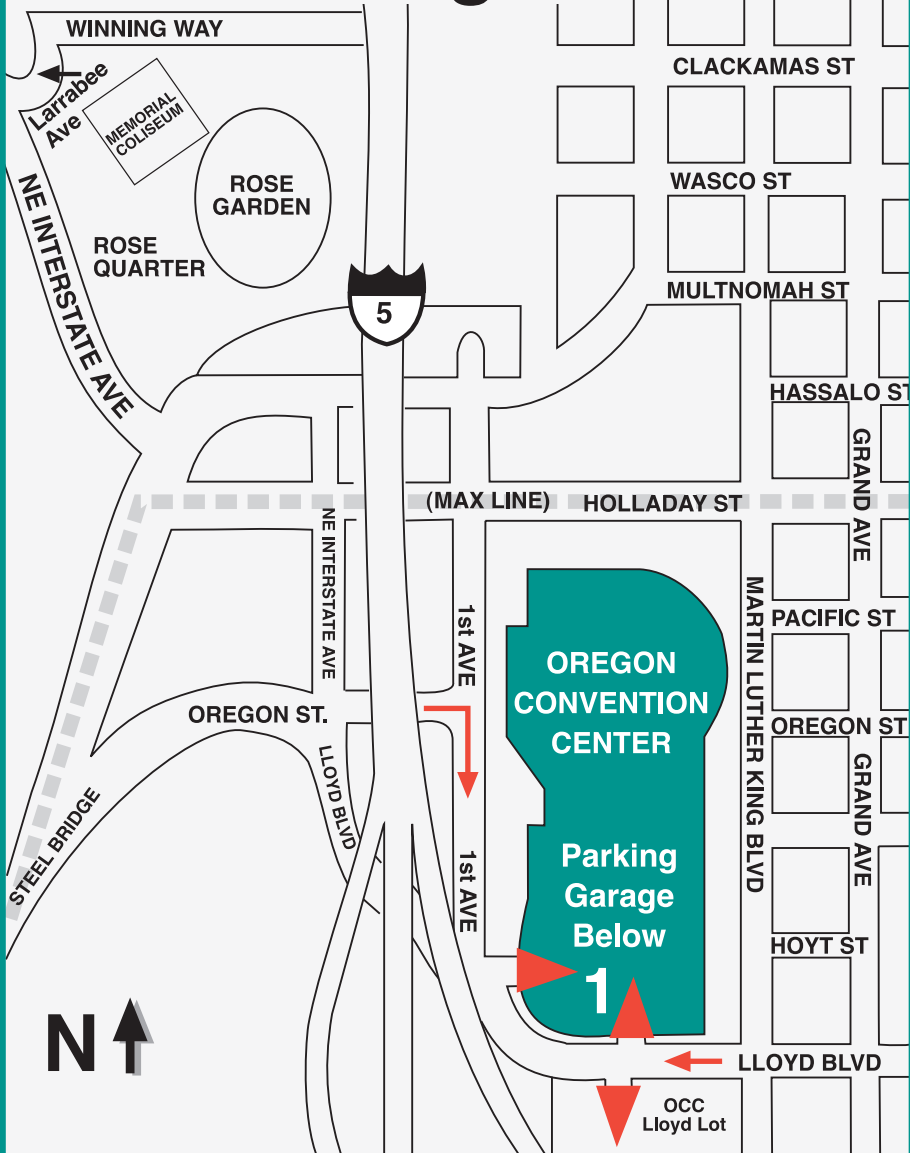 WINNING WAY
CLACKAMAS ST
Larrabee
Ave
MEMORIAL
COLISEUM
WASCO ST
ROSE
GARDEN
NE INTERSTATE AVE
ROSE
QUARTER
MULTNOMAH ST
5
HASSALO ST
GRAND AVE
(MAX LINE)
HOLLADAY ST
NE INTERSTATE AVE
1st AVE
MARTIN LUTHER KING BLVD
PACIFIC ST
OREGON
CONVENTION
CENTER
OREGON ST.
OREGON ST
LLOYD BLVD
GRAND AVE
STEEL BRIDGE
1st AVE
Parking
Garage
Below
1
HOYT ST
N
LLOYD BLVD
OCC
Lloyd Lot